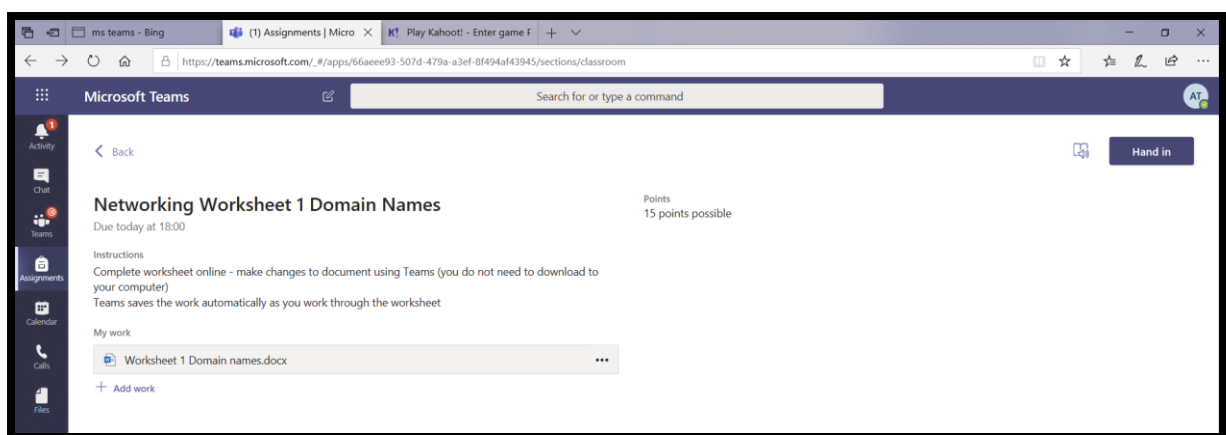 ms teams - Bing
(1) Assignments | Micro
K! Play Kahoot! - Enter game F
https://teams.microsoft.com/_#/apps/66aeee93-507d-479a-a3ef-8f494af43945/sections/classroom
Microsoft Teams
Search for or type a command
AT
1
Activity
Back
Hand in
Chat
Networking Worksheet 1 Domain Names
Points
15 points possible
Due today at 18:00
Teams
Instructions
Complete worksheet online - make changes to document using Teams (you do not need to download to
your computer)
Assignments
Teams saves the work automatically as you work through the worksheet
Calendar
My work
Worksheet 1 Domain names.docx
Calls
Add work
Files